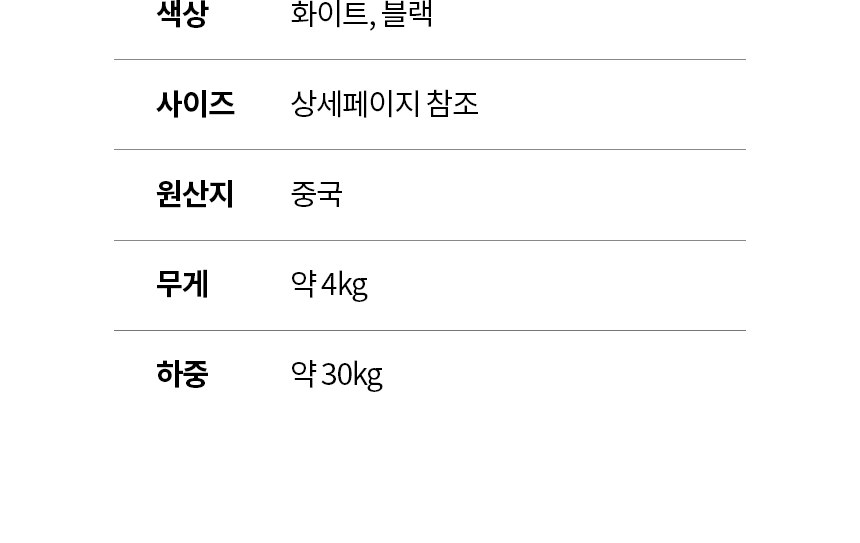 색상 화이트, 블랙
사이즈 상세페이지 참조
원산지 중국
무게 약 4kg
하중 약 30kg